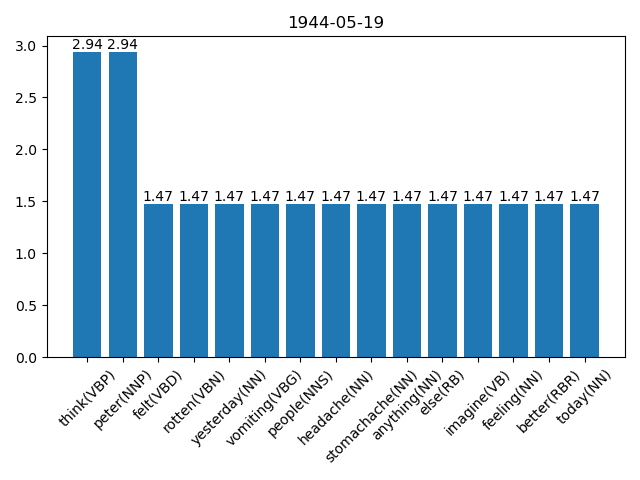 1944-05-19
3.0
2.5
2.0
1.5
1.0
0.5
0.0
2.94 2.94 1.47 1.47 1.47 1.47 1.47 1.47 1.47 1.47 1.47 1.47 1.47 1.47 1.47
think(VBP)
peter(NNP)
felt(VBD)
rotten(VBN)
yesterday(NN)
vomiting(VBG)
people(NNS)
headache(NN)
stomachache(NN)
anything(NN)
else(RB)
imagine(VB)
feeling(NN)
better(RBR)
today(NN)